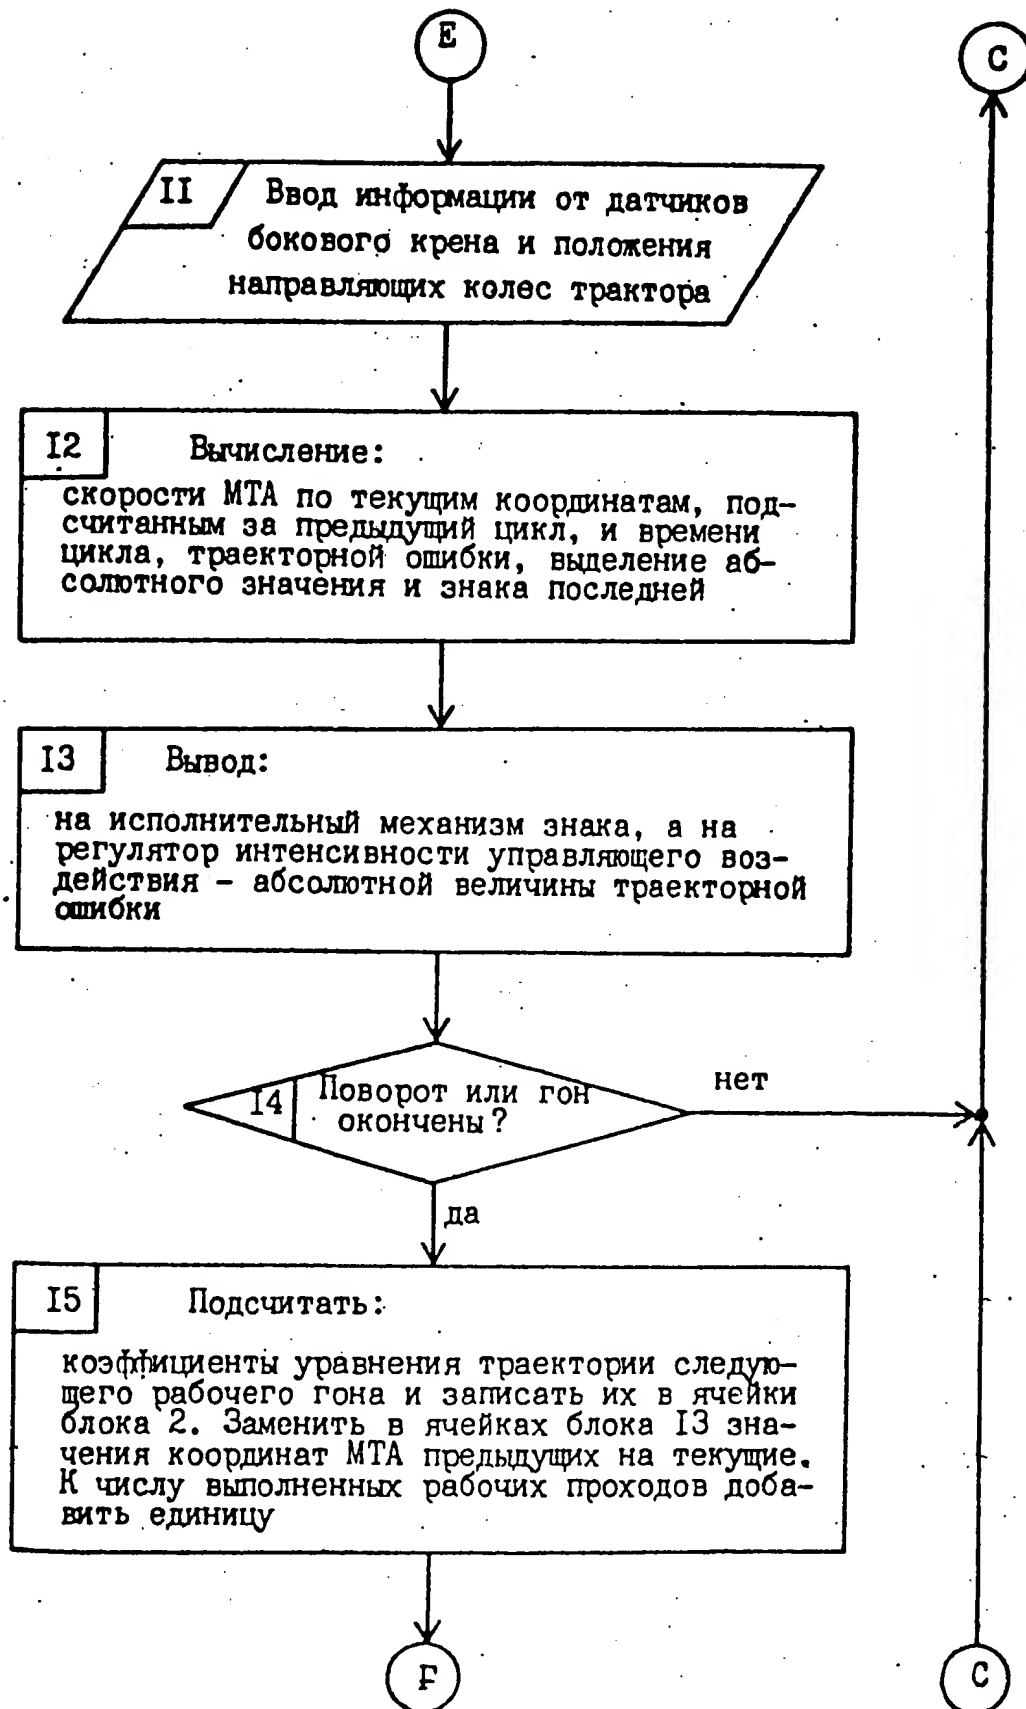 E
C
II
Ввод информации от датчиков
бокового крена и положения
направляющих колес трактора
I2
Вычисление:
скорости МТА по текущим координатам, под-
считанным за предыдущий цикл, и времени
цикла, траекторной ошибки, выделение аб-
солютного значения и знака последней
I3
Вывод:
на исполнительный механизм знака, а на
регулятор интенсивности управляющего воз-
действия - абсолютной величины траекторной
ошибки
I4
Поворот или гон
окончены?
нет
да
I5
Подсчитать:
коэффициенты уравнения траектории следую-
щего рабочего гона и записать их в ячейки
блока 2. Заменить в ячейках блока I3 зна-
чения координат МТА предыдущих на текущие.
К числу выполненных рабочих проходов доба-
вить единицу
F
C